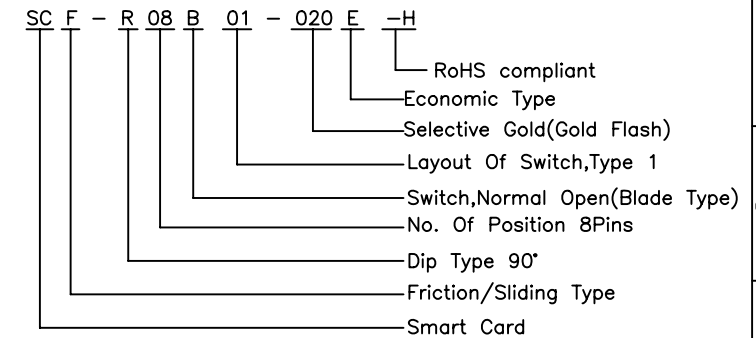 SC F - R 08 B 01 - 020 E -H
RoHS compliant
Economic Type
Selective Gold(Gold Flash)
Layout Of Switch,Type 1
Switch,Normal Open(Blade Type)
No. Of Position 8Pins
Dip Type 90°
Friction/Sliding Type
Smart Card